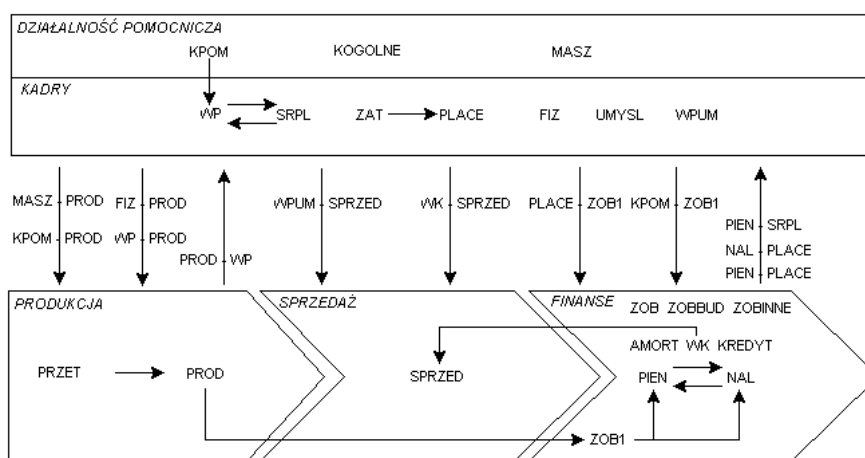 DZIAŁALNOŚĆ POMOCNICZA
KPOM KOGOLNE MASZ
KADRY
WP SRPL ZAT PLACE FIZ UMYSL WPUM
MASZ PROD FIZ PROD WPUM SPRZED WK SPRZED PLACE ZOB1 KPOM ZOB1
PIEN SRPL
KPOM PROD WP PROD
NAL PLACE
PROD WP
PIEN PLACE
PRODUKCJA SPRZEDAŻ FINANSE
ZOB ZOBBUD ZOBINNE
AMORT WK KREDYT
PRZET PROD SPRZED PIEN NAL
ZOB1